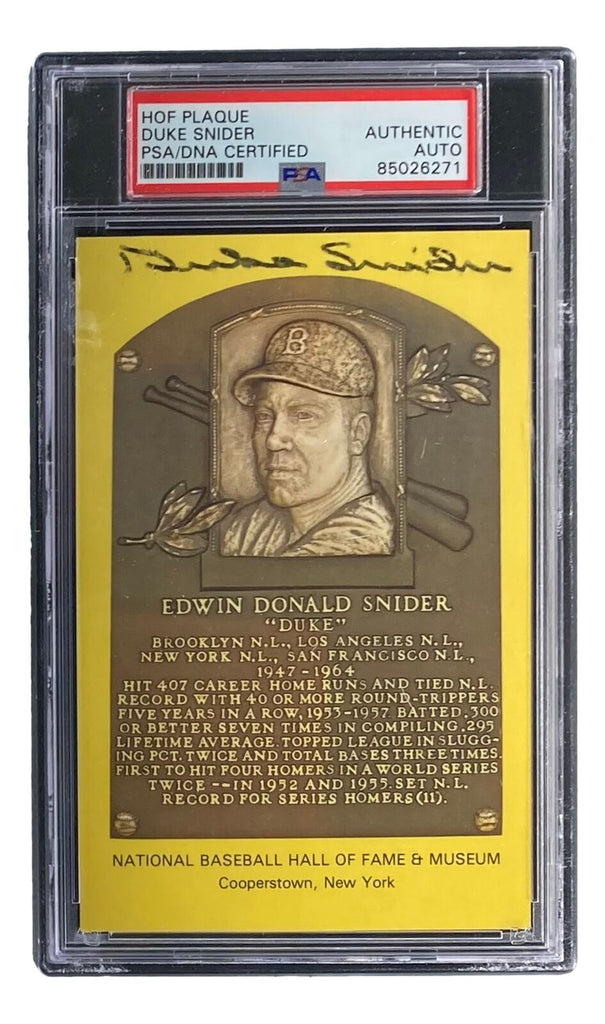 HOF PLAQUE
DUKE SNIDER
PSA/DNA CERTIFIED
AUTHENTIC
AUTO
85026271
PSA
Duke Snider
B
EDWIN DONALD SNIDER
"DUKE"
BROOKLYN N.L., LOS ANGELES N.L.,
NEW YORK N.L., SAN FRANCISCO N.L.,
1947-1964
HIT 407 CAREER HOME RUNS AND TIED N.L.
RECORD WITH 40 OR MORE ROUND-TRIPPERS
FIVE YEARS IN A ROW, 1953-1957. BATTED .300
OR BETTER SEVEN TIMES IN COMPILING .295
LIFETIME AVERAGE. TOPPED LEAGUE IN SLUGG-
ING PCT. TWICE AND TOTAL BASES THREE TIMES.
FIRST TO HIT FOUR HOMERS IN A WORLD SERIES
TWICE -- IN 1952 AND 1955. SET N.L.
RECORD FOR SERIES HOMERS (11).
NATIONAL BASEBALL HALL OF FAME & MUSEUM
Cooperstown, New York